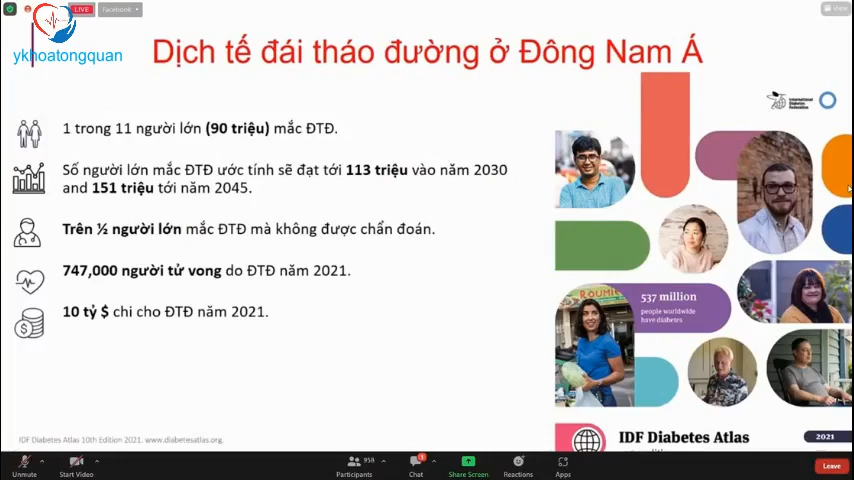 LIVE
Facebook
View
ykhoatongquan
Dịch tế đái tháo đường ở Đông Nam Á
International
Diabetes
Federation
1 trong 11 người lớn (90 triệu) mắc ĐTĐ.
Số người lớn mắc ĐTĐ ước tính sẽ đạt tới 113 triệu vào năm 2030
and 151 triệu tới năm 2045.
Trên ½ người lớn mắc ĐTĐ mà không được chẩn đoán.
747,000 người tử vong do ĐTĐ năm 2021.
10 tỷ $ chi cho ĐTĐ năm 2021.
537 million
people worldwide
have diabetes
IDF Diabetes Atlas 10th Edition 2021. www.diabetesatlas.org.
IDF Diabetes Atlas
2021
958
1
Unmute
Start Video
Participants
Chat
Share Screen
Reactions
Apps
Leave